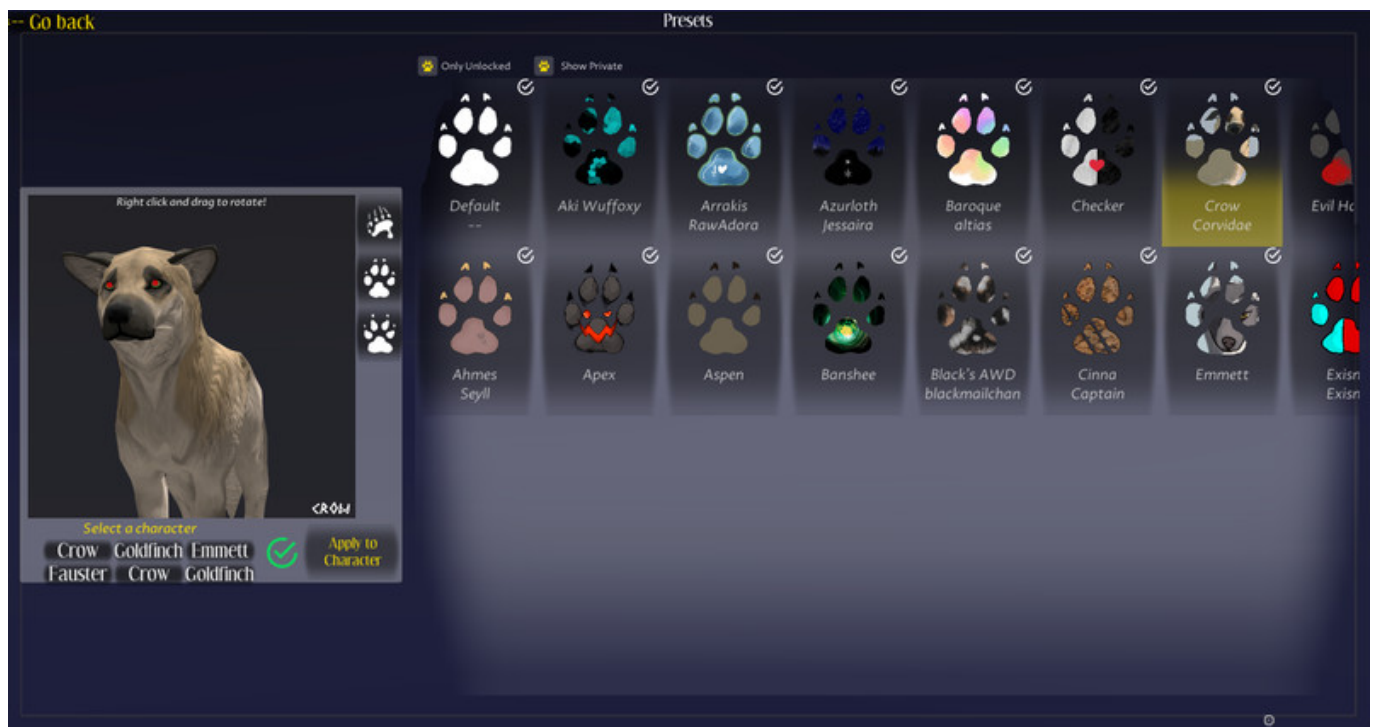 -- Go back
Presets
Only Unlocked
Show Private
Default
--
Aki Wuffoxy
Arrakis
RawAdora
Azurloth
Jessaira
Baroque
altias
Checker
Crow
Corvidae
Evil
Right click and drag to rotate!
CROW
Ahmes
Seyll
Apex
Aspen
Banshee
Black's AWD
blackmailchan
Cinna
Captain
Emmett
Select a character
Crow Goldfinch Emmett
Fauster Crow Goldfinch
Apply to
Character